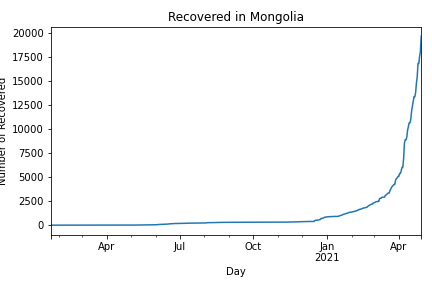 Recovered in Mongolia
Number of Recovered
20000
17500
15000
12500
10000
7500
5000
2500
0
Apr
Jul
Oct
Jan
2021
Apr
Day